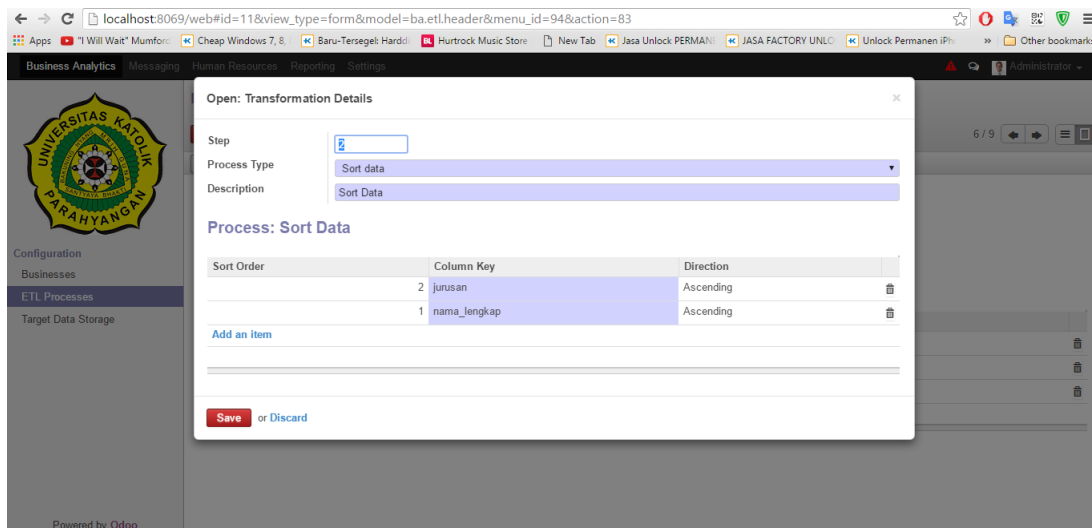 localhost:8069/web#id=11&view_type=form&model=ba.etl.header&menu_id=94&action=83
Apps "I Will Wait" Mumford Cheap Windows 7, 8, Baru-Tersegel: Harddi Hurtrock Music Store New Tab Jasa Unlock PERMANE JASA FACTORY UNLO Unlock Permanen iPh » Other bookmarks
Business Analytics Messaging Human Resources Reporting Settings Administrator
UNIVERSITAS KATOLIK PARAHYANGAN
Open: Transformation Details ×
6 / 9
Step 2
Process Type Sort data
Description Sort Data
Process: Sort Data
Configuration
Businesses
ETL Processes
Target Data Storage
Sort Order Column Key Direction
2 jurusan Ascending
1 nama_lengkap Ascending
Add an item
Save or Discard
Powered by Odoo